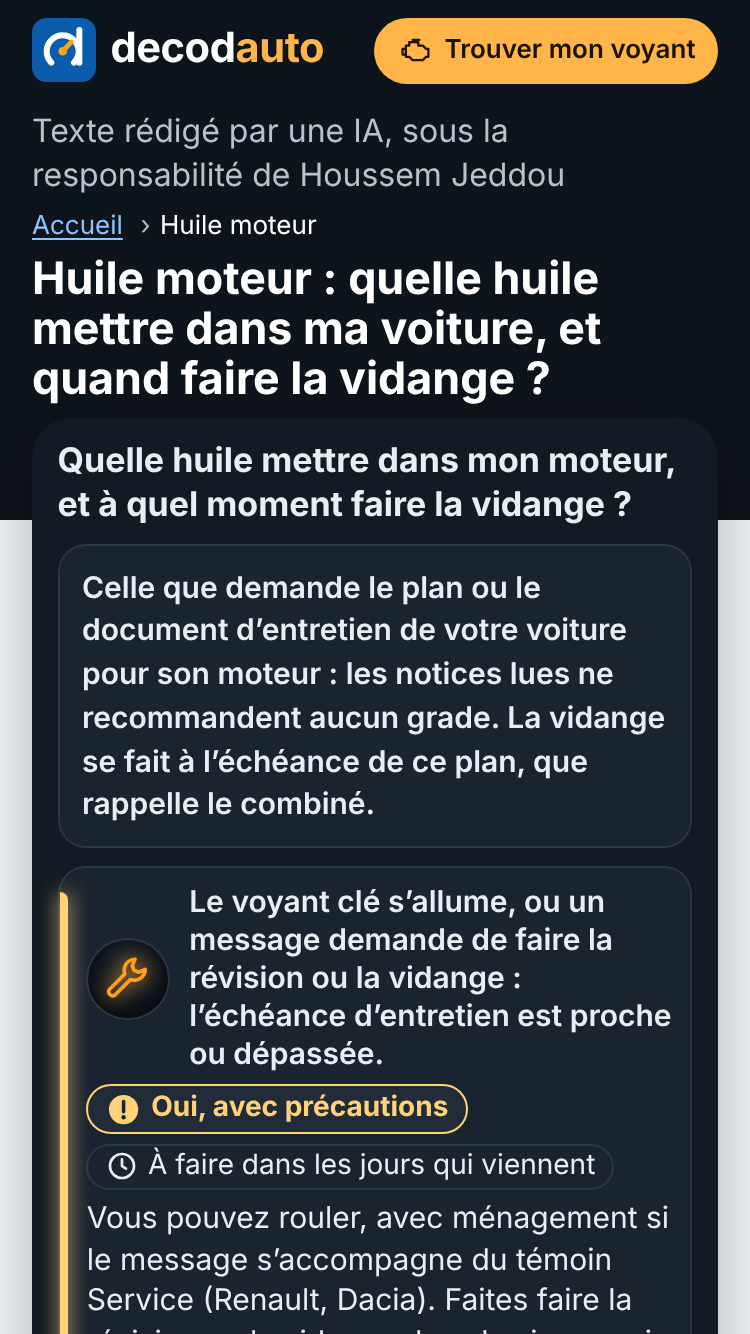 decodauto
Trouver mon voyant
Texte rédigé par une IA, sous la
responsabilité de Houssem Jeddou
Accueil › Huile moteur
Huile moteur : quelle huile
mettre dans ma voiture, et
quand faire la vidange ?
Quelle huile mettre dans mon moteur,
et à quel moment faire la vidange ?
Celle que demande le plan ou le
document d’entretien de votre voiture
pour son moteur : les notices lues ne
recommandent aucun grade. La vidange
se fait à l’échéance de ce plan, que
rappelle le combiné.
Le voyant clé s’allume, ou un
message demande de faire la
révision ou la vidange :
l’échéance d’entretien est proche
ou dépassée.
Oui, avec précautions
À faire dans les jours qui viennent
Vous pouvez rouler, avec ménagement si
le message s’accompagne du témoin
Service (Renault, Dacia). Faites faire la